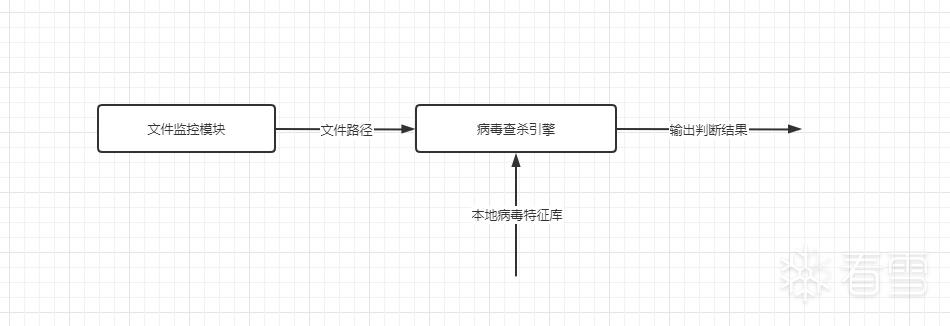 文件监控模块
文件路径
病毒查杀引擎
输出判断结果
本地病毒特征库
看雪